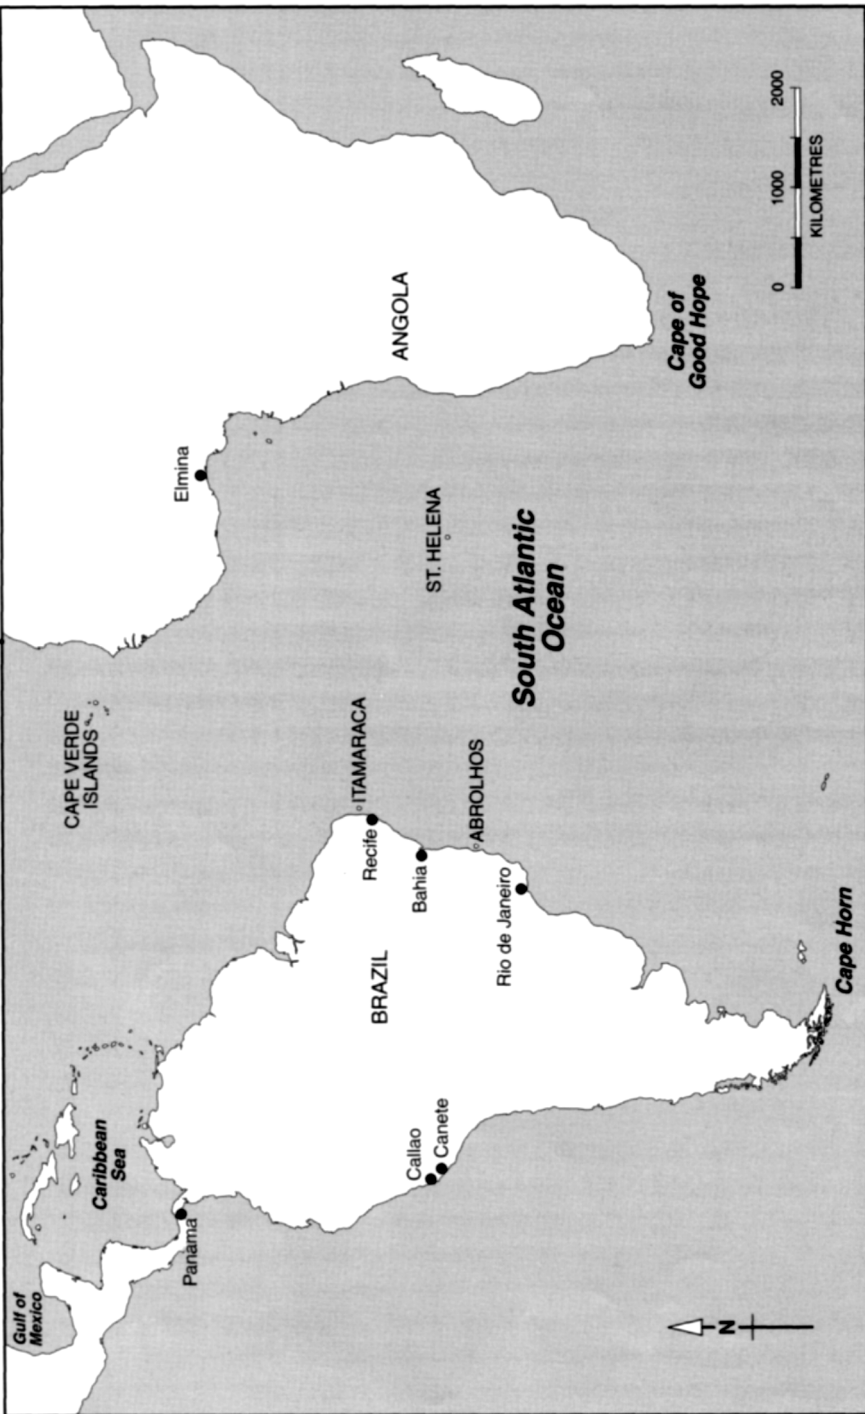 Gulf of
Mexico
Caribbean
Sea
Panama
CAPE VERDE
ISLANDS
Elmina
ITAMARACA
Recife
Callao
Canete
BRAZIL
Bahia
ABROLHOS
Rio de Janeiro
ST. HELENA
ANGOLA
South Atlantic
Ocean
Cape of
Good Hope
Cape Horn
N
0 1000 2000
KILOMETRES